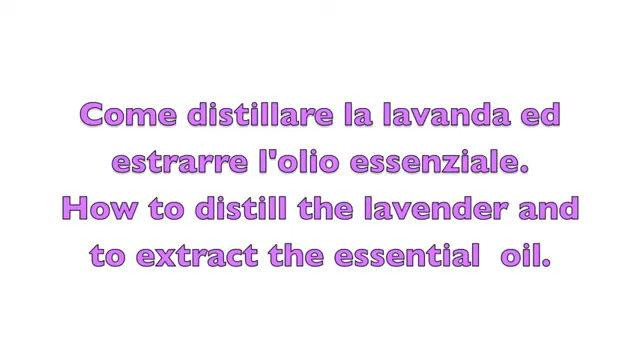 Come distillare la lavanda ed
estrarre l'olio essenziale.
How to distill the lavender and
to extract the essential  oil.